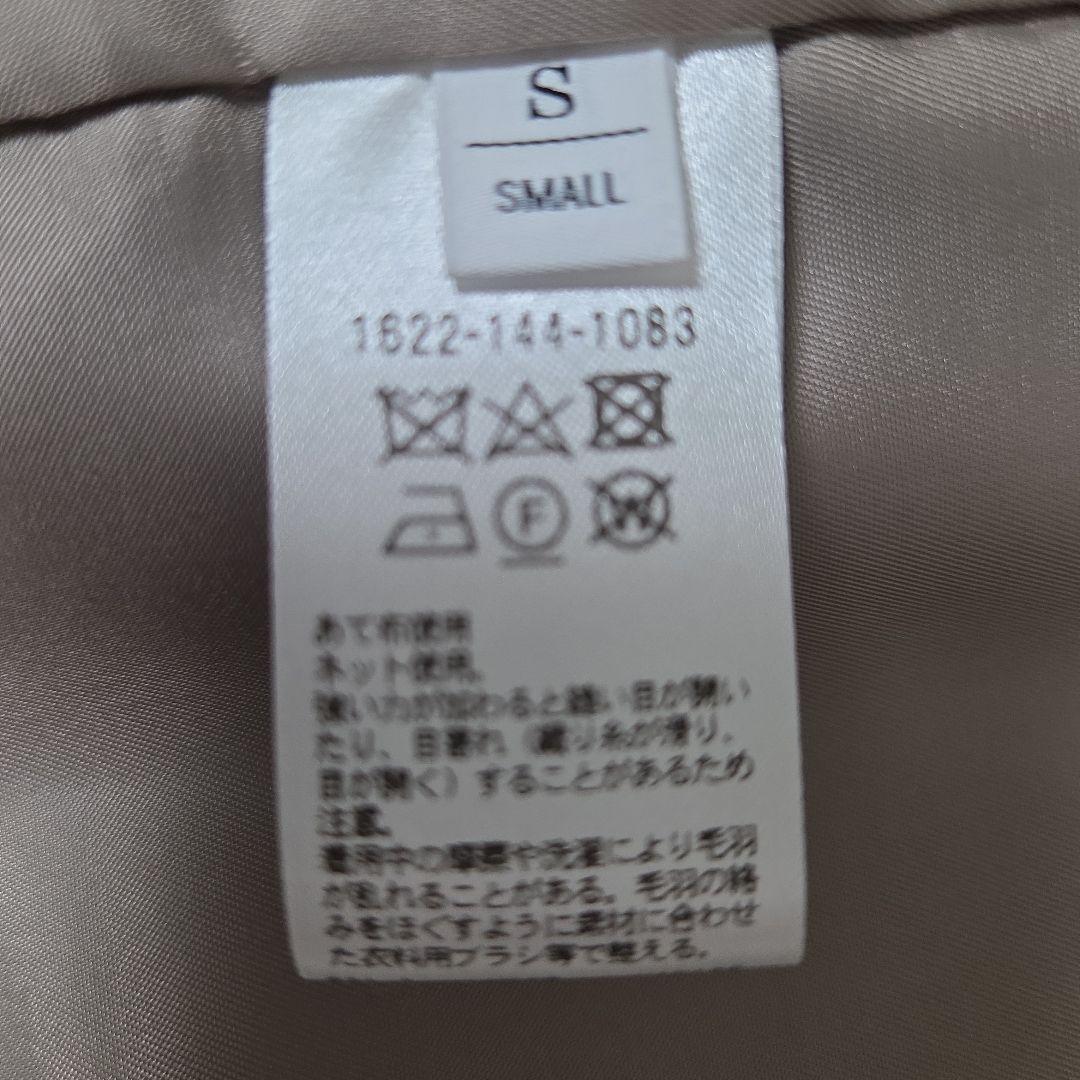 S
SMALL
1622-144-1083
F
W
あて布使用
ネット使用。
強い力が加わると縫い目が開い
たり、目寄れ（織り糸が滑り、
目が開く）することがあるため
注意。
着用中の摩擦や洗濯により毛羽
が乱れることがある。毛羽の絡
みをほぐすように素材に合わせ
た衣料用ブラシ等で整える。